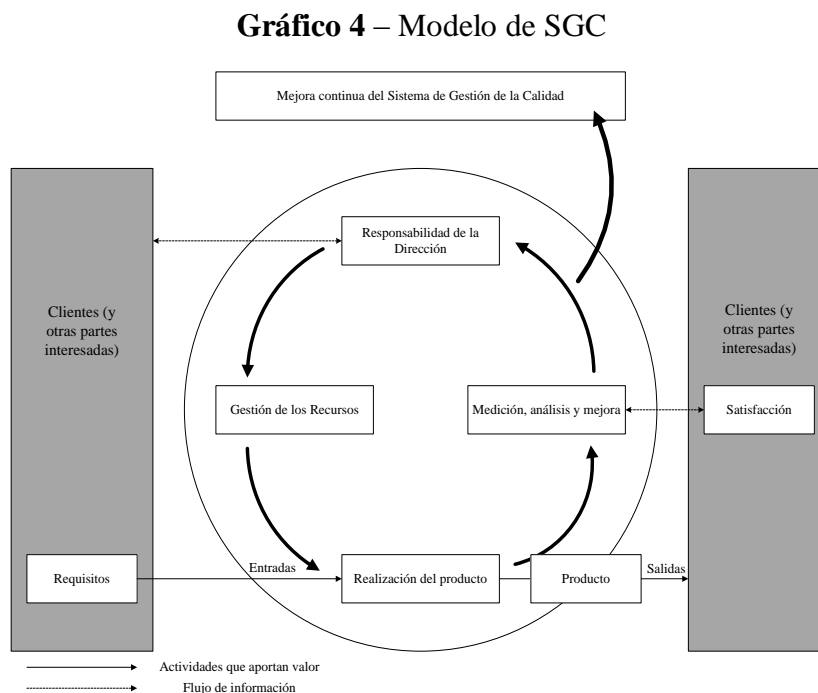 Gráfico 4 – Modelo de SGC
Mejora continua del Sistema de Gestión de la Calidad
Responsabilidad de la
Dirección
Clientes (y
otras partes
interesadas)
Clientes (y
otras partes
interesadas)
Gestión de los Recursos
Medición, análisis y mejora
Satisfacción
Requisitos
Entradas
Realización del producto
Producto
Salidas
Actividades que aportan valor
Flujo de información